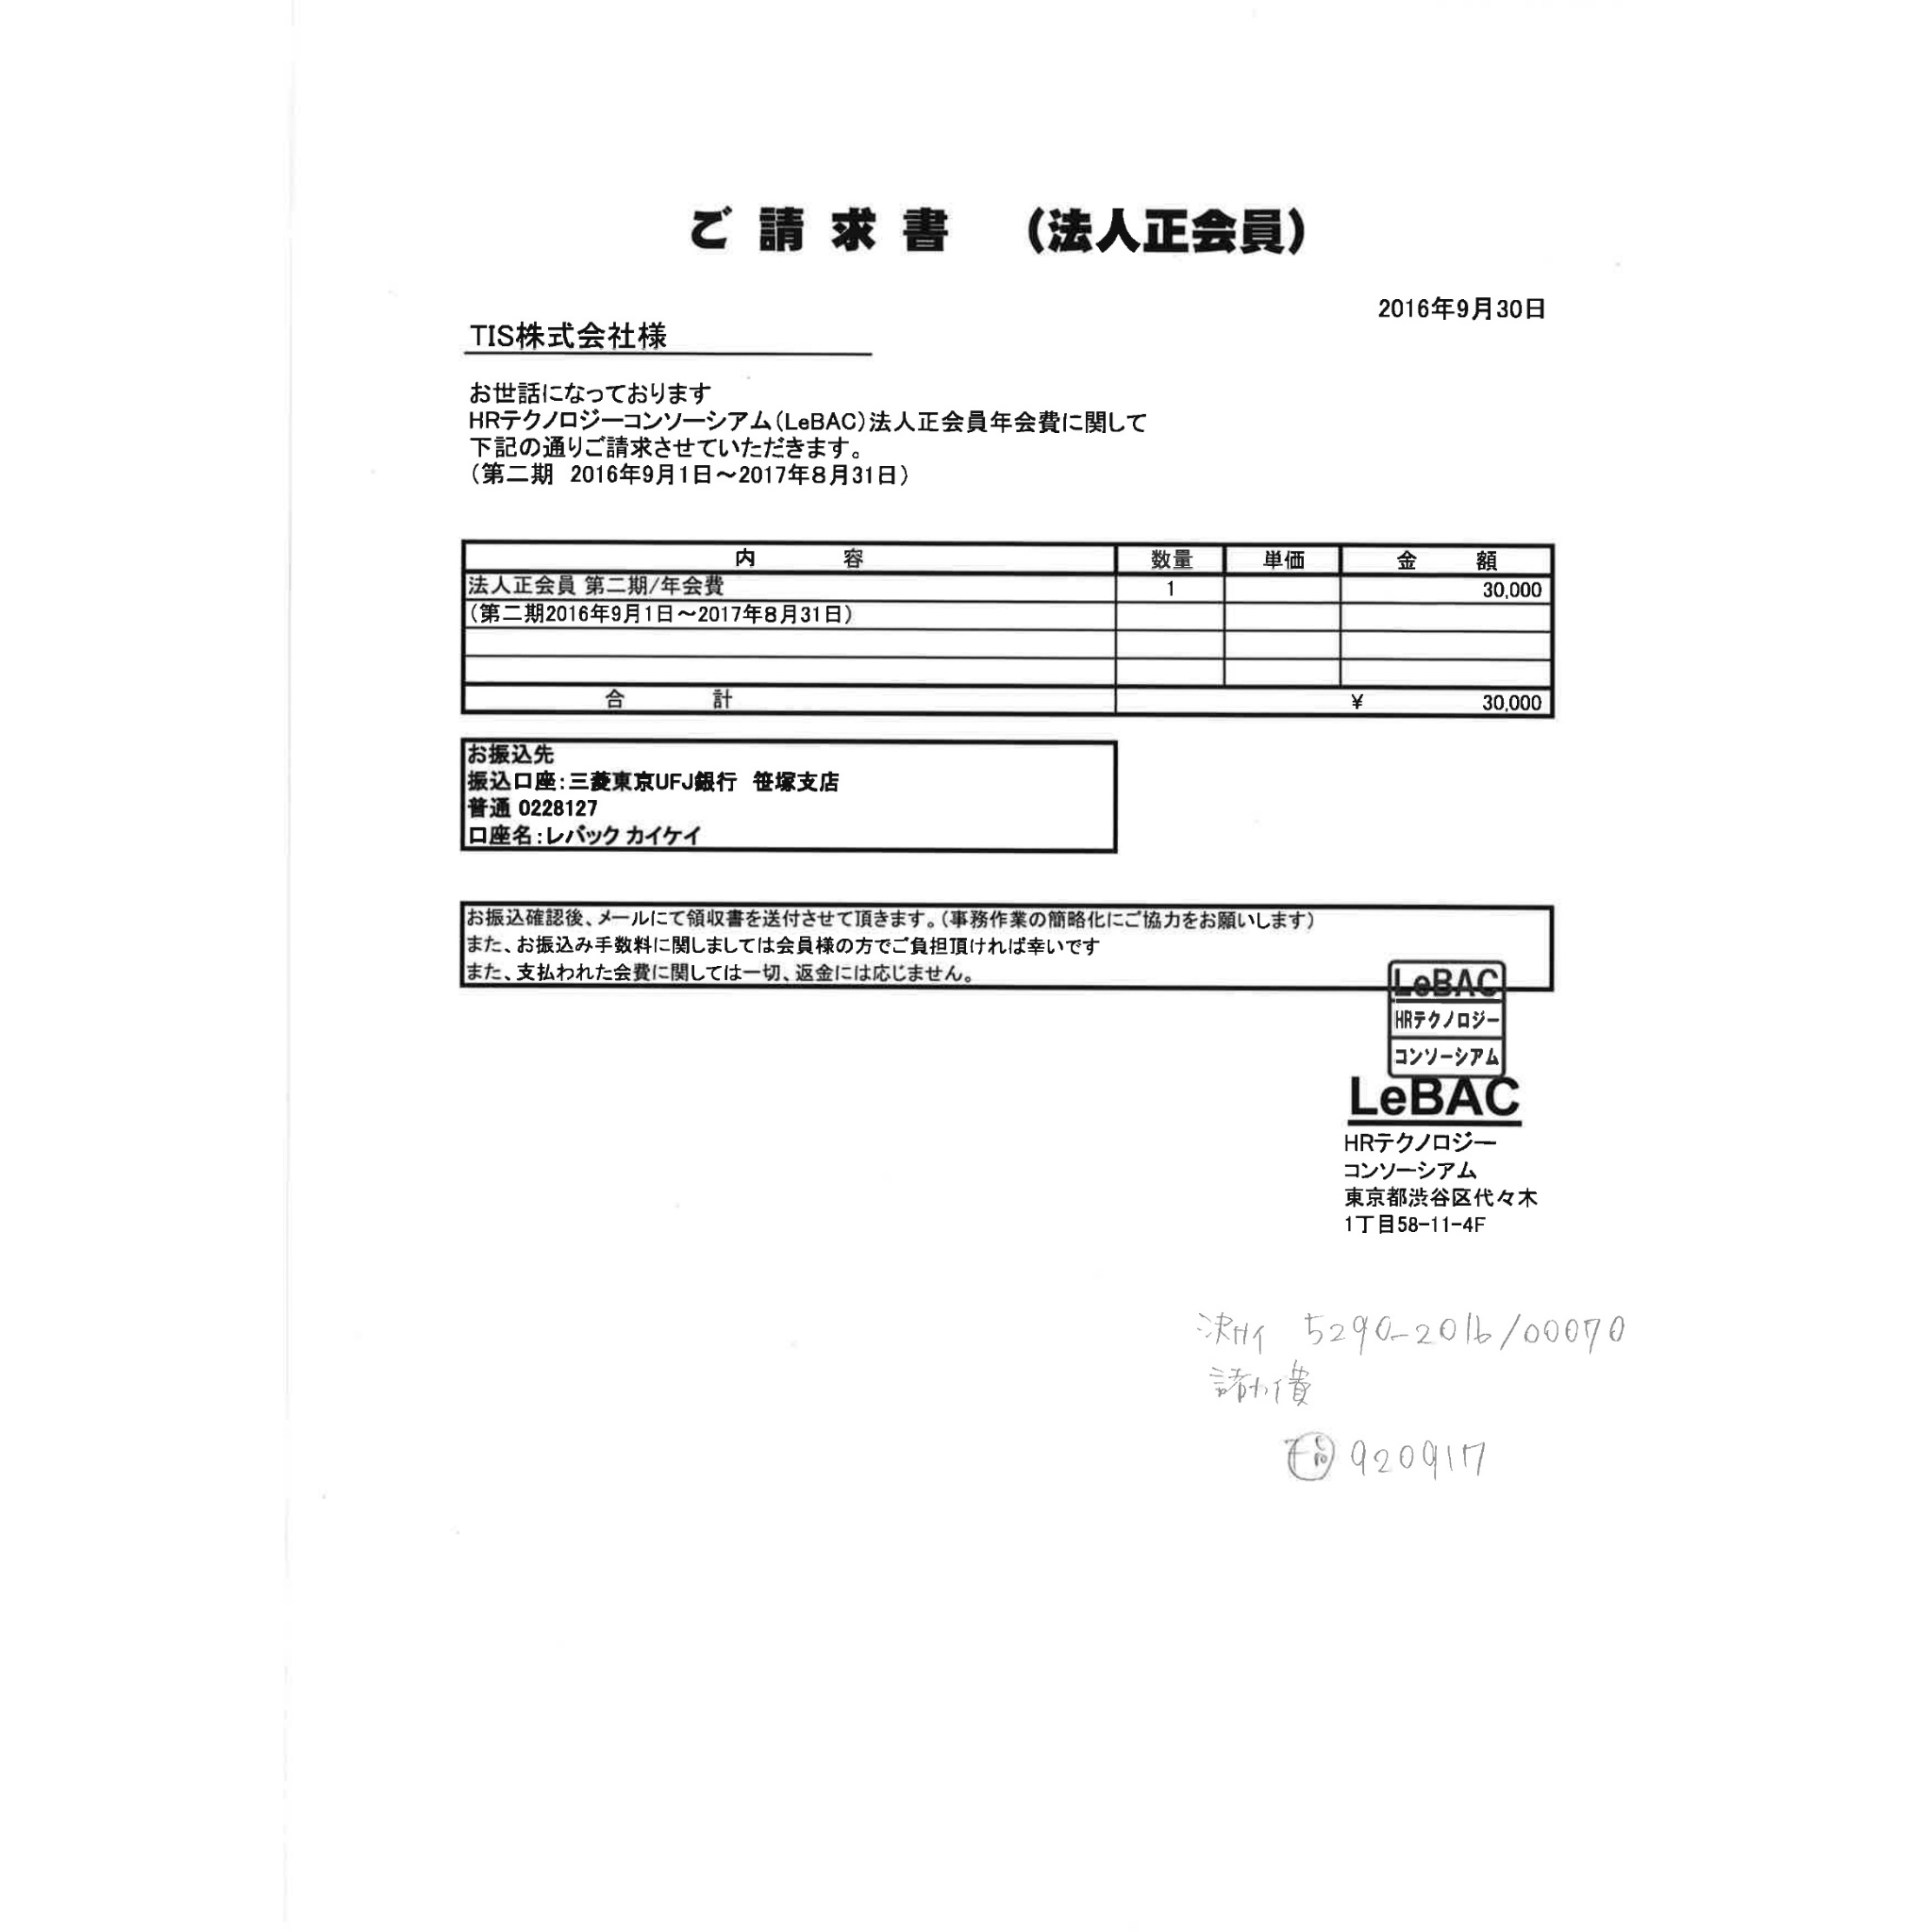 ご請求書 （法人正会員）
2016年9月30日
TIS株式会社様
お世話になっております
HRテクノロジーコンソーシアム（LeBAC）法人正会員年会費に関して
下記の通りご請求させていただきます。
（第二期 2016年9月1日～2017年8月31日）
内容 数量 単価 金額
法人正会員 第二期/年会費 1 30,000
（第二期2016年9月1日～2017年8月31日）
合計 ¥ 30,000
お振込先
振込口座：三菱東京UFJ銀行 笹塚支店
普通 0228127
口座名：レバック カイケイ
お振込確認後、メールにて領収書を送付させて頂きます。（事務作業の簡略化にご協力をお願いします）
また、お振込み手数料に関しましては会員様の方でご負担頂ければ幸いです
また、支払われた会費に関しては一切、返金には応じません。
LeBAC
HRテクノロジー
コンソーシアム
LeBAC
HRテクノロジー
コンソーシアム
東京都渋谷区代々木
1丁目58-11-4F
決サイ 5290-2016/00070
諸カイ費
920917